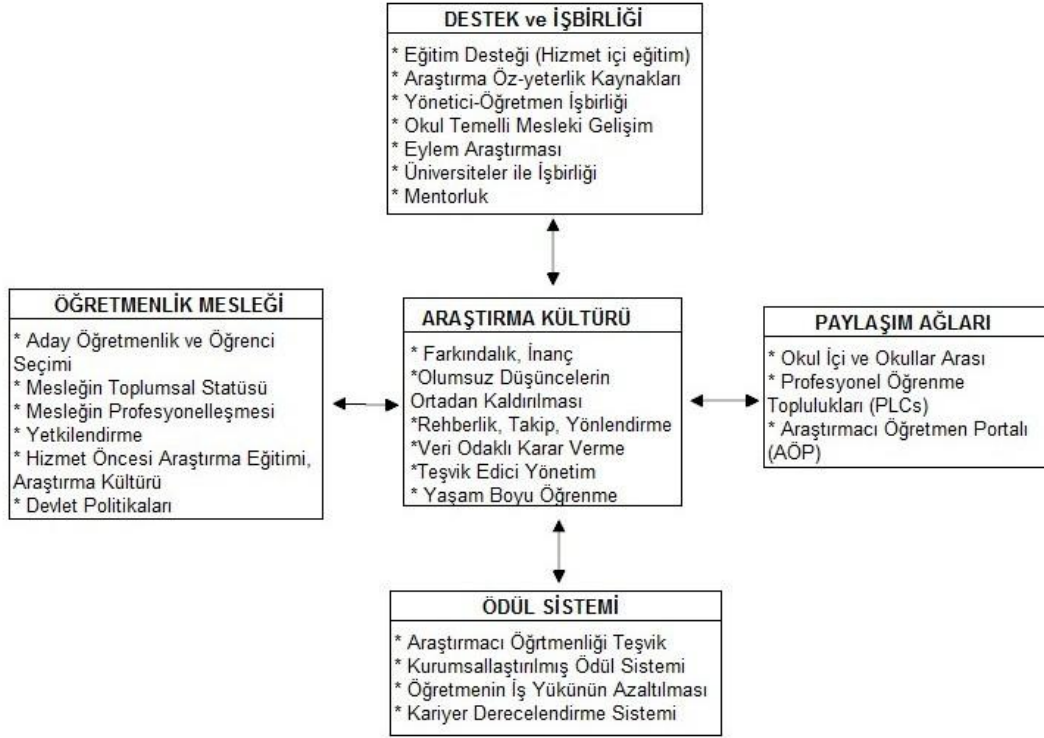 DESTEK ve İŞBİRLİĞİ
* Eğitim Desteği (Hizmet içi eğitim)
* Araştırma Öz-yeterlik Kaynakları
* Yönetici-Öğretmen İşbirliği
* Okul Temelli Mesleki Gelişim
* Eylem Araştırması
* Üniversiteler ile İşbirliği
* Mentorluk
ÖĞRETMENLİK MESLEĞİ
* Aday Öğretmenlik ve Öğrenci
Seçimi
* Mesleğin Toplumsal Statüsü
* Mesleğin Profesyonelleşmesi
* Yetkilendirme
* Hizmet Öncesi Araştırma Eğitimi,
Araştırma Kültürü
* Devlet Politikaları
ARAŞTIRMA KÜLTÜRÜ
* Farkındalık, İnanç
*Olumsuz Düşüncelerin
Ortadan Kaldırılması
*Rehberlik, Takip, Yönlendirme
*Veri Odaklı Karar Verme
*Teşvik Edici Yönetim
* Yaşam Boyu Öğrenme
PAYLAŞIM AĞLARI
* Okul İçi ve Okullar Arası
* Profesyonel Öğrenme
Toplulukları (PLCs)
* Araştırmacı Öğretmen Portalı
(AÖP)
ÖDÜL SİSTEMİ
* Araştırmacı Öğrtmenliği Teşvik
* Kurumsallaştırılmış Ödül Sistemi
* Öğretmenin İş Yükünün Azaltılması
* Kariyer Derecelendirme Sistemi